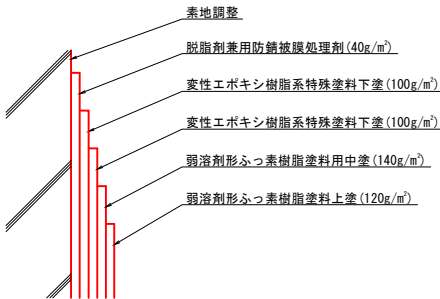 素地調整
脱脂剤兼用防錆被膜処理剤(40g/㎡)
変性エポキシ樹脂系特殊塗料下塗(100g/㎡)
変性エポキシ樹脂系特殊塗料下塗(100g/㎡)
弱溶剤形ふっ素樹脂塗料用中塗(140g/㎡)
弱溶剤形ふっ素樹脂塗料上塗(120g/㎡)